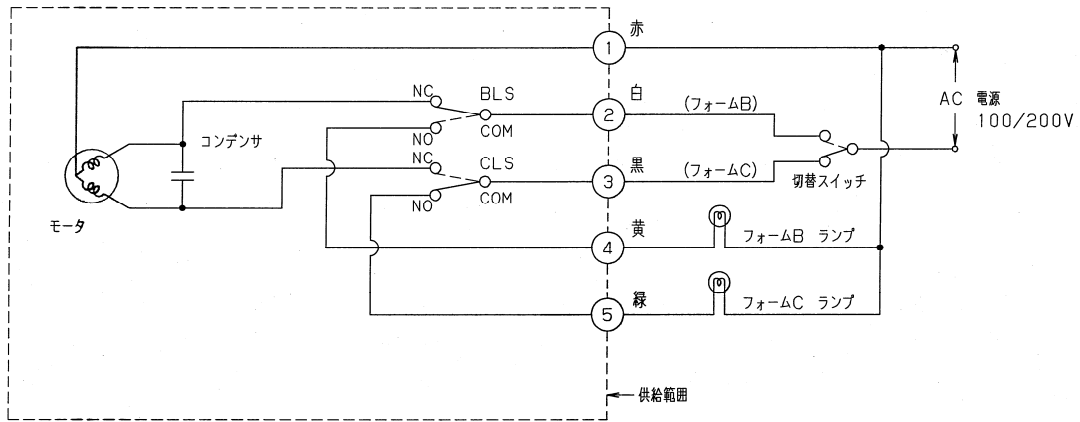 赤
1
NC
BLS
白
2
(フォームB)
AC 電源
100/200V
コンデンサ
NO
COM
NC
CLS
黒
3
(フォームC)
切替スイッチ
NO
COM
モータ
黄
4
フォームB ランプ
緑
5
フォームC ランプ
供給範囲